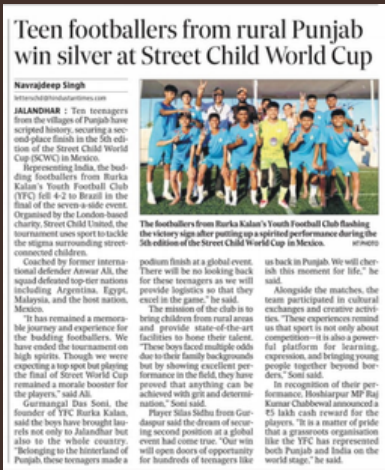 Teen footballers from rural Punjab
win silver at Street Child World Cup
Navrajdeep Singh
letterschd@hindustantimes.com
JALANDHAR : Ten teenagers
from the villages of Punjab have
scripted history, securing a sec-
ond-place finish in the 5th edi-
tion of the Street Child World
Cup (SCWC) in Mexico.
Representing India, the bud-
ding footballers from Rurka
Kalan's Youth Football Club
(YFC) fell 4-2 to Brazil in the
final of the seven-a-side event.
Organised by the London-based
charity, Street Child United, the
tournament uses sport to tackle
the stigma surrounding street-
connected children.
Coached by former interna-
tional defender Anwar Ali, the
squad defeated top-tier nations
including Argentina, Egypt,
Malaysia, and the host nation,
Mexico.
"It has remained a memora-
ble journey and experience for
the budding footballers. We
have ended the tournament on
high spirits. Though we were
expecting a top spot but playing
the final of Street World Cup
remained a morale booster for
the players," said Ali.
Gurmangal Das Soni, the
founder of YFC Rurka Kalan,
said the boys have brought lau-
rels not only to Jalandhar but
also to the whole country.
"Belonging to the hinterland of
Punjab, these teenagers made a
The footballers from Rurka Kalan's Youth Football Club flashing
the victory sign after putting up a spirited performance during the
5th edition of the Street Child World Cup in Mexico. HT PHOTO
podium finish at a global event.
There will be no looking back
for these teenagers as we will
provide logistics so that they
excel in the game," he said.
The mission of the club is to
bring children from rural areas
and provide state-of-the-art
facilities to hone their talent.
"These boys faced multiple odds
due to their family backgrounds
but by showing excellent per-
formance in the field, they have
proved that anything can be
achieved with grit and determi-
nation," Soni said.
Player Silas Sidhu from Gur-
daspur said the dream of secur-
ing second position at a global
event had come true. "Our win
will open doors of opportunity
for hundreds of teenagers like
us back in Punjab. We will cher-
ish this moment for life," he
said.
Alongside the matches, the
team participated in cultural
exchanges and creative activi-
ties. "These experiences remind
us that sport is not only about
competition—it is also a power-
ful platform for learning,
expression, and bringing young
people together beyond bor-
ders," Soni said.
In recognition of their per-
formance, Hoshiarpur MP Raj
Kumar Chabbewal announced a
₹5 lakh cash reward for the
players. "It is a matter of pride
that a grassroots organisation
like the YFC has represented
both Punjab and India on the
world stage," he said.